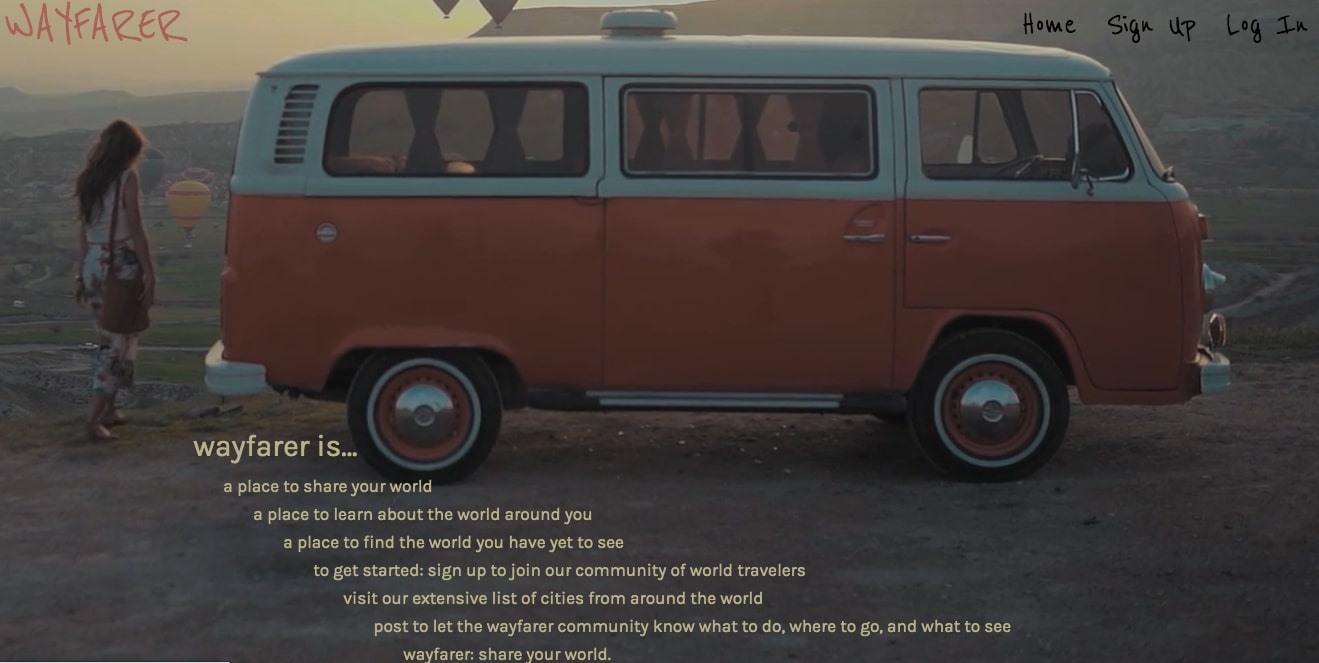 WAYFARER
Home Sign Up Log In
wayfarer is...
a place to share your world
a place to learn about the world around you
a place to find the world you have yet to see
to get started: sign up to join our community of world travelers
visit our extensive list of cities from around the world
post to let the wayfarer community know what to do, where to go, and what to see
wayfarer: share your world.